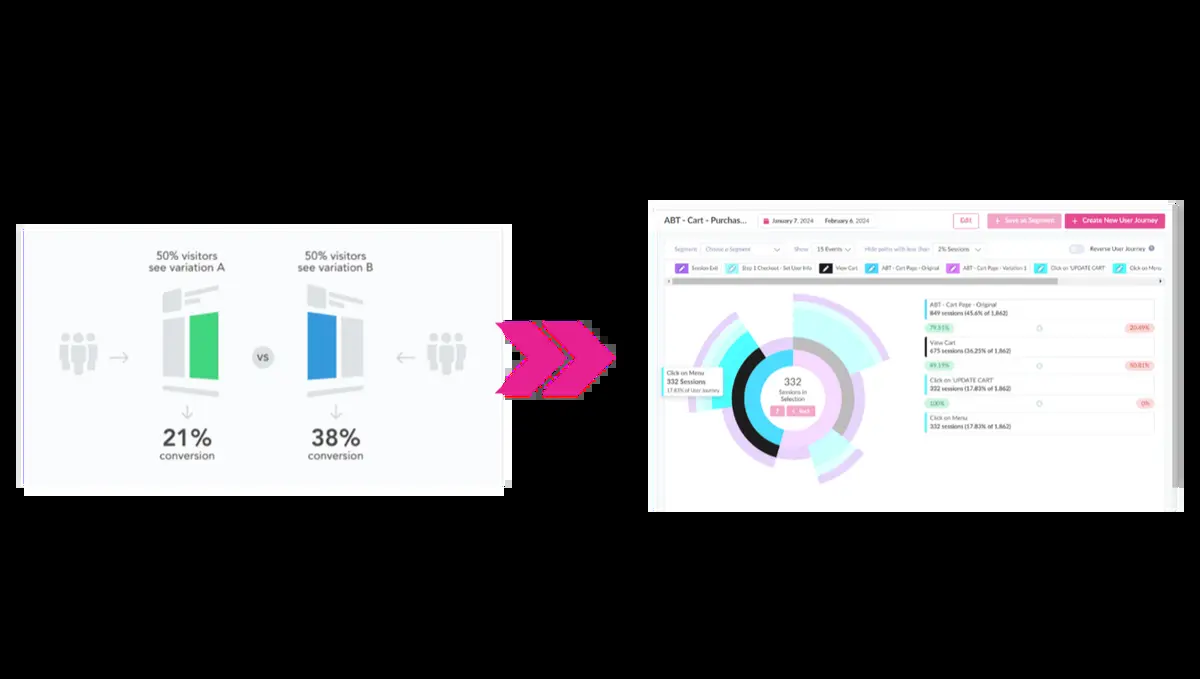 50% visitors
see variation A
50% visitors
see variation B
vs
21%
conversion
38%
conversion
ABT - Cart - Purchas...
January 7, 2024
February 6, 2024
Edit
Save as Segment
Create New User Journey
Segment
Choose a Segment
Show
15 Events
Hide paths with less than
2% Sessions
Reverse User Journey
Session Exit
Step 1 Checkout - Set User Info
View Cart
ABT - Cart Page - Original
ABT - Cart Page - Variation 1
Click on 'UPDATE CART'
Click on Menu
Click on Menu
332 Sessions
17.83% of User Journey
332
Sessions in
Selection
ABT - Cart Page - Original
849 sessions (45.6% of 1,862)
79.51%
20.49%
View Cart
675 sessions (36.25% of 1,862)
49.19%
50.81%
Click on 'UPDATE CART'
332 sessions (17.83% of 1,862)
100%
0%
Click on Menu
332 sessions (17.83% of 1,862)